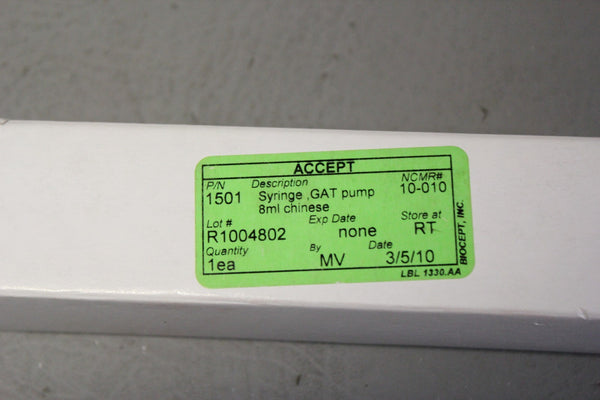 ACCEPT
P/N Description NCMR#
1501 Syringe ,GAT pump 10-010
8ml chinese
Lot # Exp Date Store at
R1004802 none RT
Quantity By Date
1ea MV 3/5/10
LBL 1330.AA
BIOCEPT, INC.